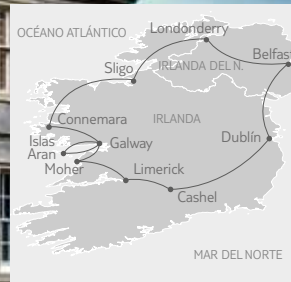 OCÉANO ATLÁNTICO
Londonderry
Belfast
Sligo
IRLANDA DEL N.
Connemara
IRLANDA
Islas
Aran
Galway
Dublín
Moher
Limerick
Cashel
MAR DEL NORTE